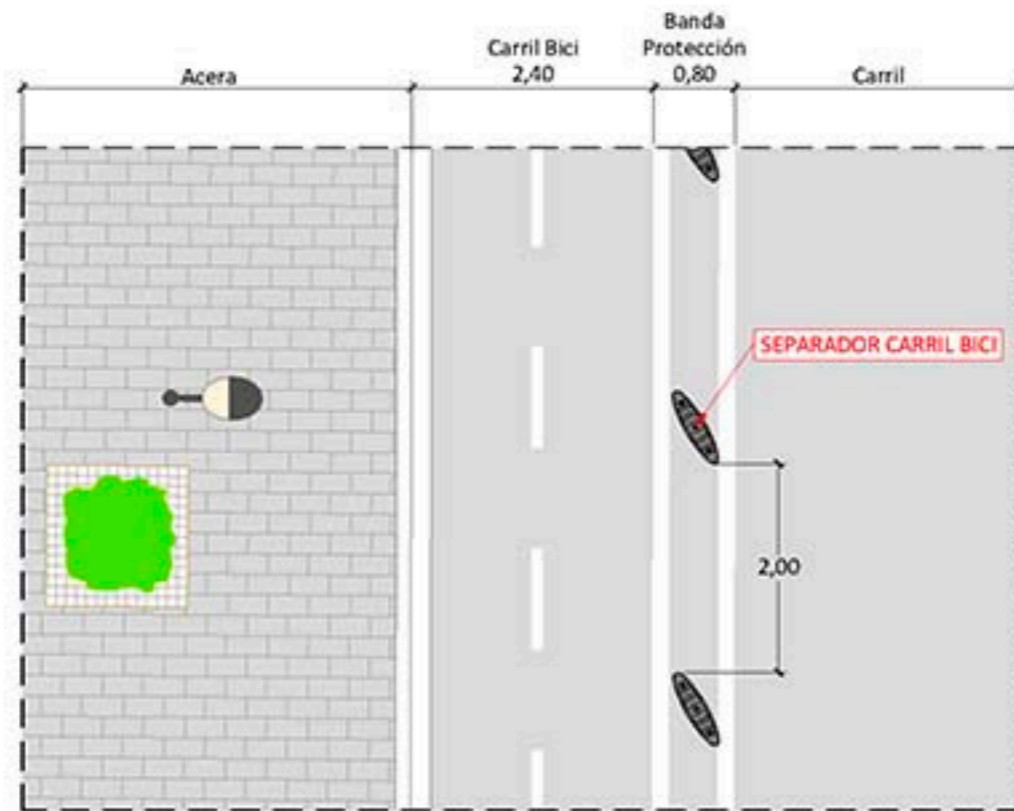 Acera
Carril Bici
2,40
Banda
Protección
0,80
Carril
SEPARADOR CARRIL BICI
2,00